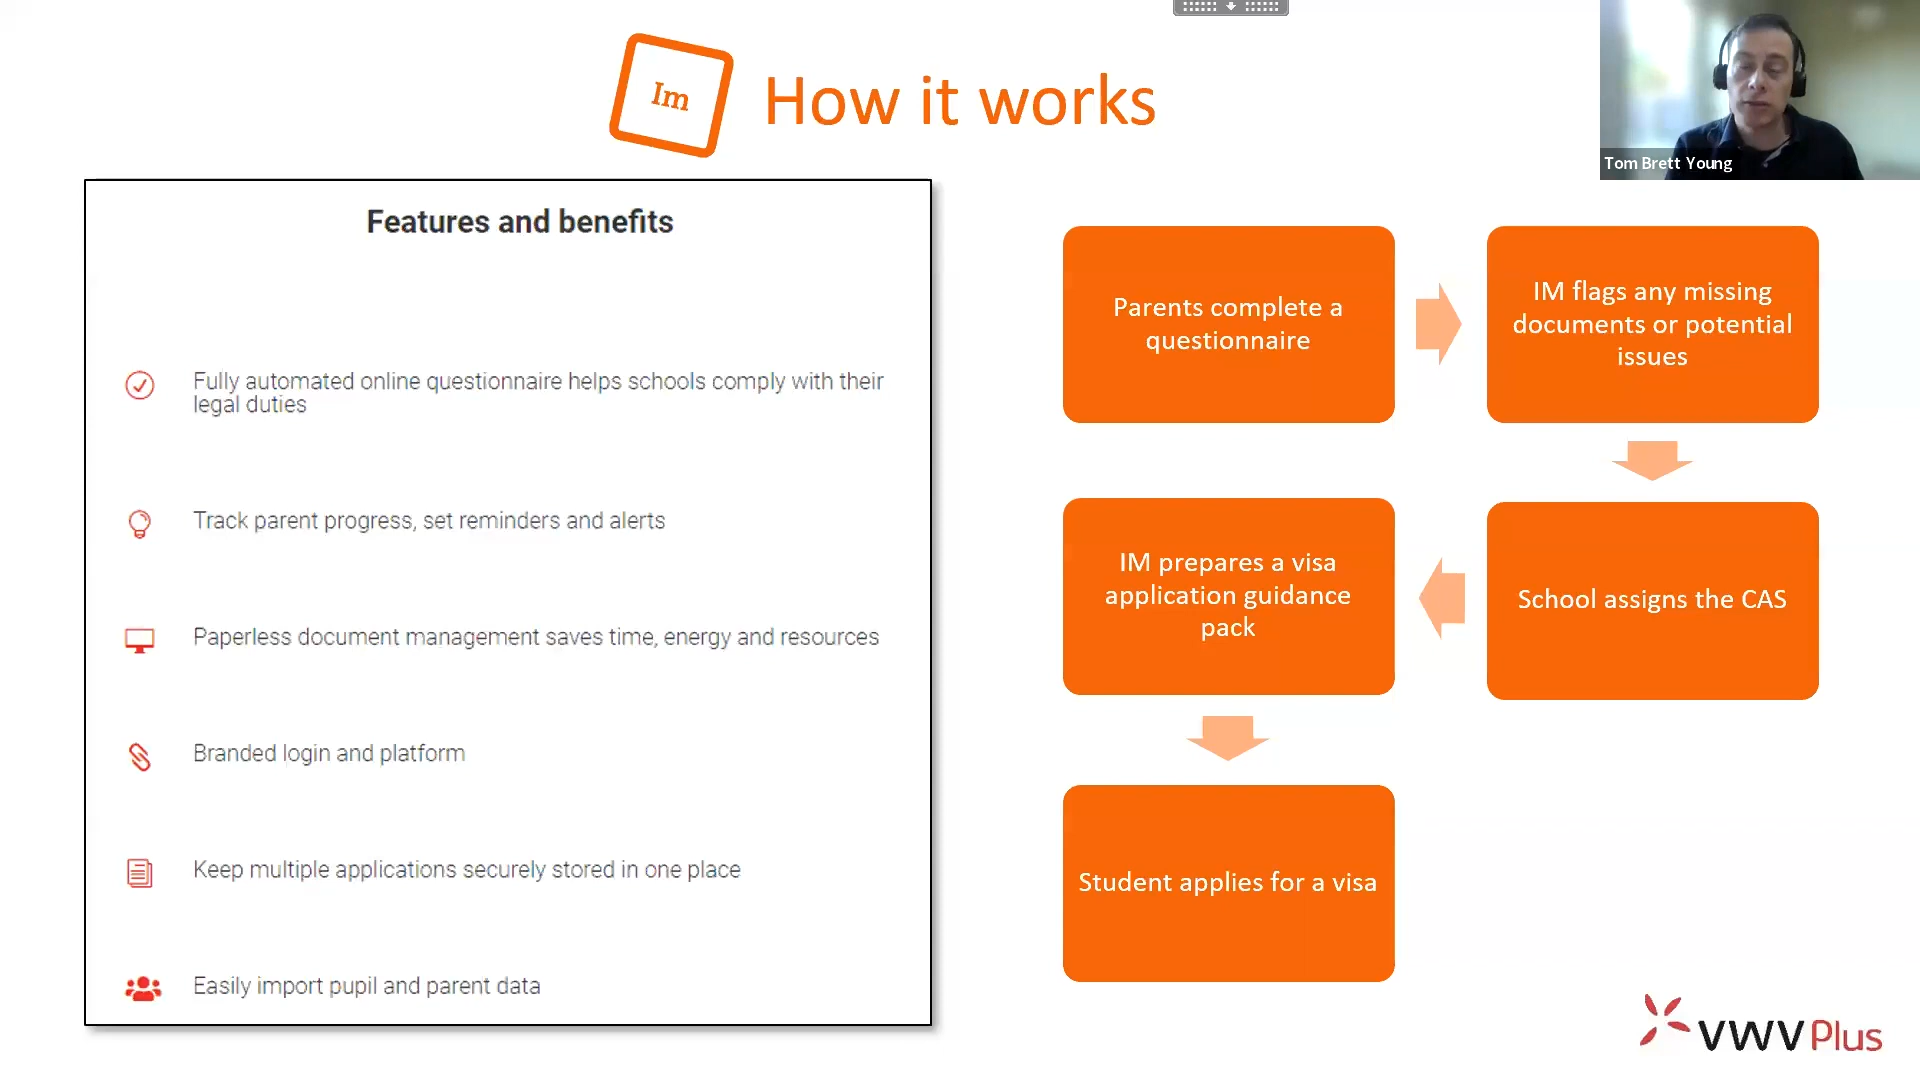 Im
How it works
Tom Brett Young
Features and benefits
Fully automated online questionnaire helps schools comply with their
legal duties
Track parent progress, set reminders and alerts
Paperless document management saves time, energy and resources
Branded login and platform
Keep multiple applications securely stored in one place
Easily import pupil and parent data
Parents complete a
questionnaire
IM flags any missing
documents or potential
issues
School assigns the CAS
IM prepares a visa
application guidance
pack
Student applies for a visa
VWV Plus